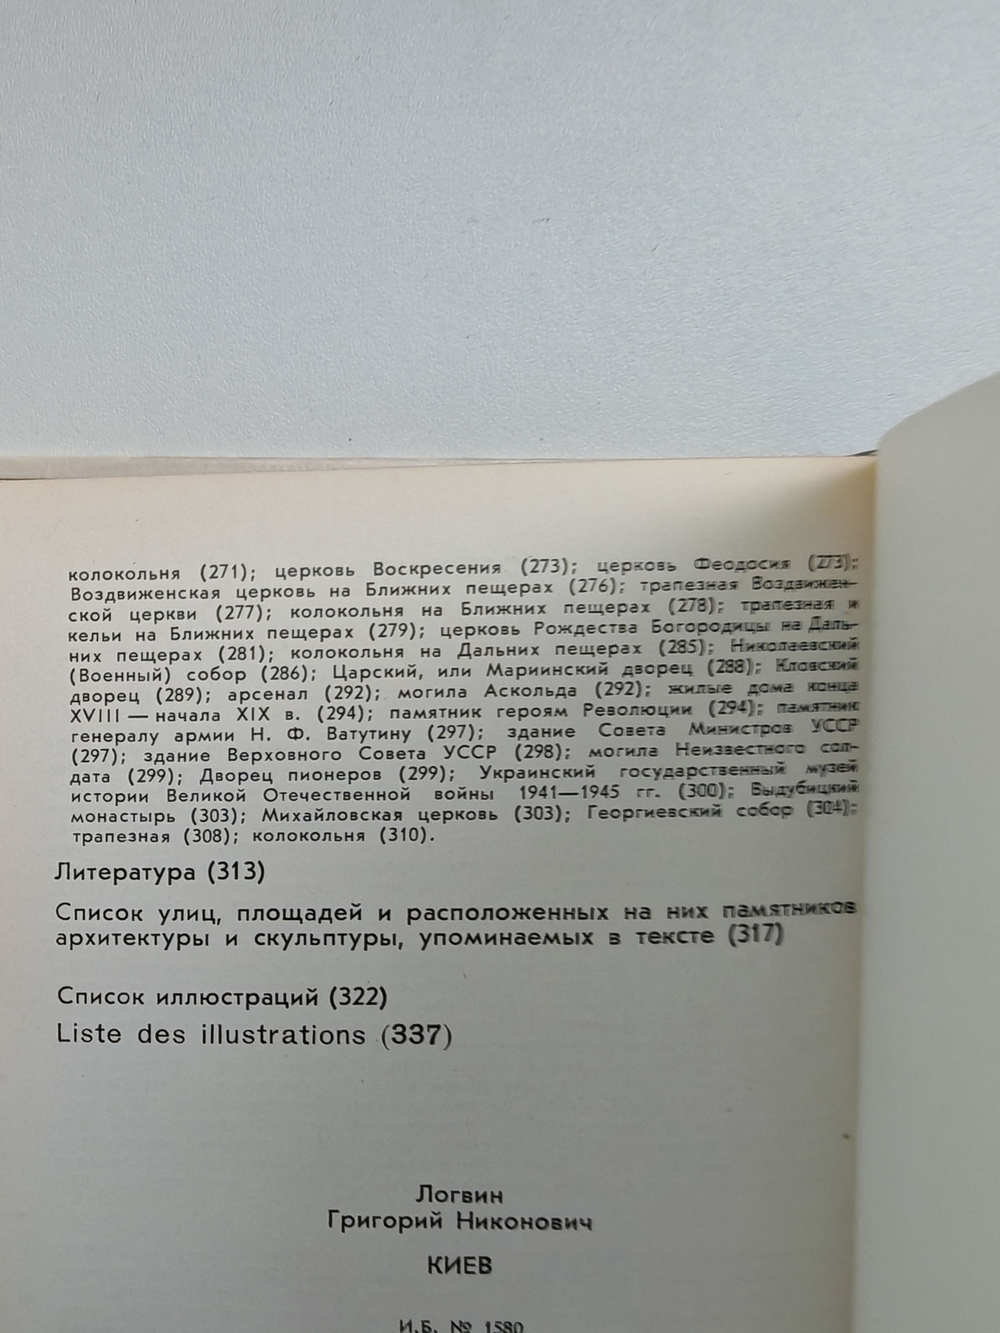 колокольня (271); церковь Воскресения (273); церковь Феодосия (273);
Воздвиженская церковь на Ближних пещерах (276); трапезная Воздвижен-
ской церкви (277); колокольня на Ближних пещерах (278); трапезная и
кельи на Ближних пещерах (279); церковь Рождества Богородицы на Даль-
них пещерах (281); колокольня на Дальних пещерах (285); Николаевский
(Военный) собор (286); Царский, или Мариинский дворец (288); Кловский
дворец (289); арсенал (292); могила Аскольда (292); жилые дома конца
XVIII — начала XIX в. (294); памятник героям Революции (294); памятник
генералу армии Н. Ф. Ватутину (297); здание Совета Министров УССР
(297); здание Верховного Совета УССР (298); могила Неизвестного сол-
дата (299); Дворец пионеров (299); Украинский государственный музей
истории Великой Отечественной войны 1941—1945 гг. (300); Выдубицкий
монастырь (303); Михайловская церковь (303); Георгиевский собор (304);
трапезная (308); колокольня (310).
Литература (313)
Список улиц, площадей и расположенных на них памятников
архитектуры и скульптуры, упоминаемых в тексте (317)
Список иллюстраций (322)
Liste des illustrations (337)
Логвин
Григорий Никонович
КИЕВ
И.Б. № 1580